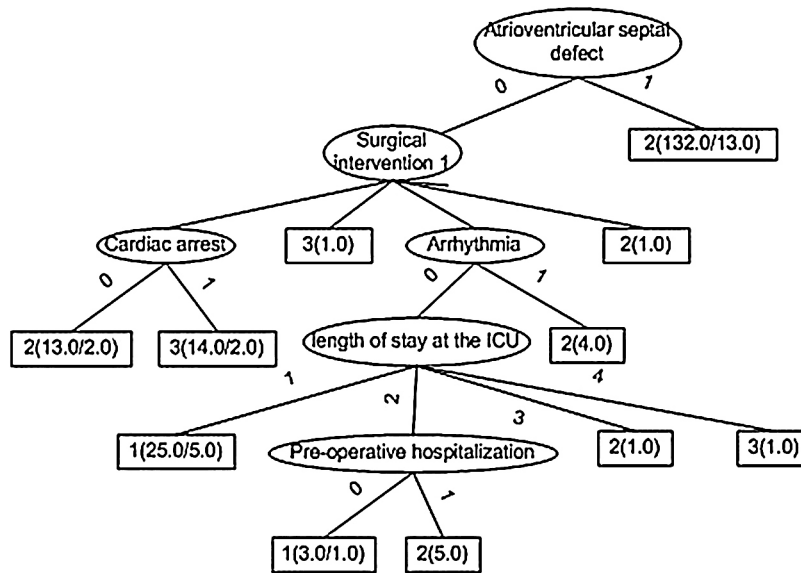 Atrioventricular septal
defect
0
1
Surgical
intervention 1
2(132.0/13.0)
Cardiac arrest
3(1.0)
Arrhythmia
2(1.0)
0
1
0
1
2(13.0/2.0)
3(14.0/2.0)
length of stay at the ICU
2(4.0)
1
2
3
4
1(25.0/5.0)
Pre-operative hospitalization
2(1.0)
3(1.0)
0
1
1(3.0/1.0)
2(5.0)